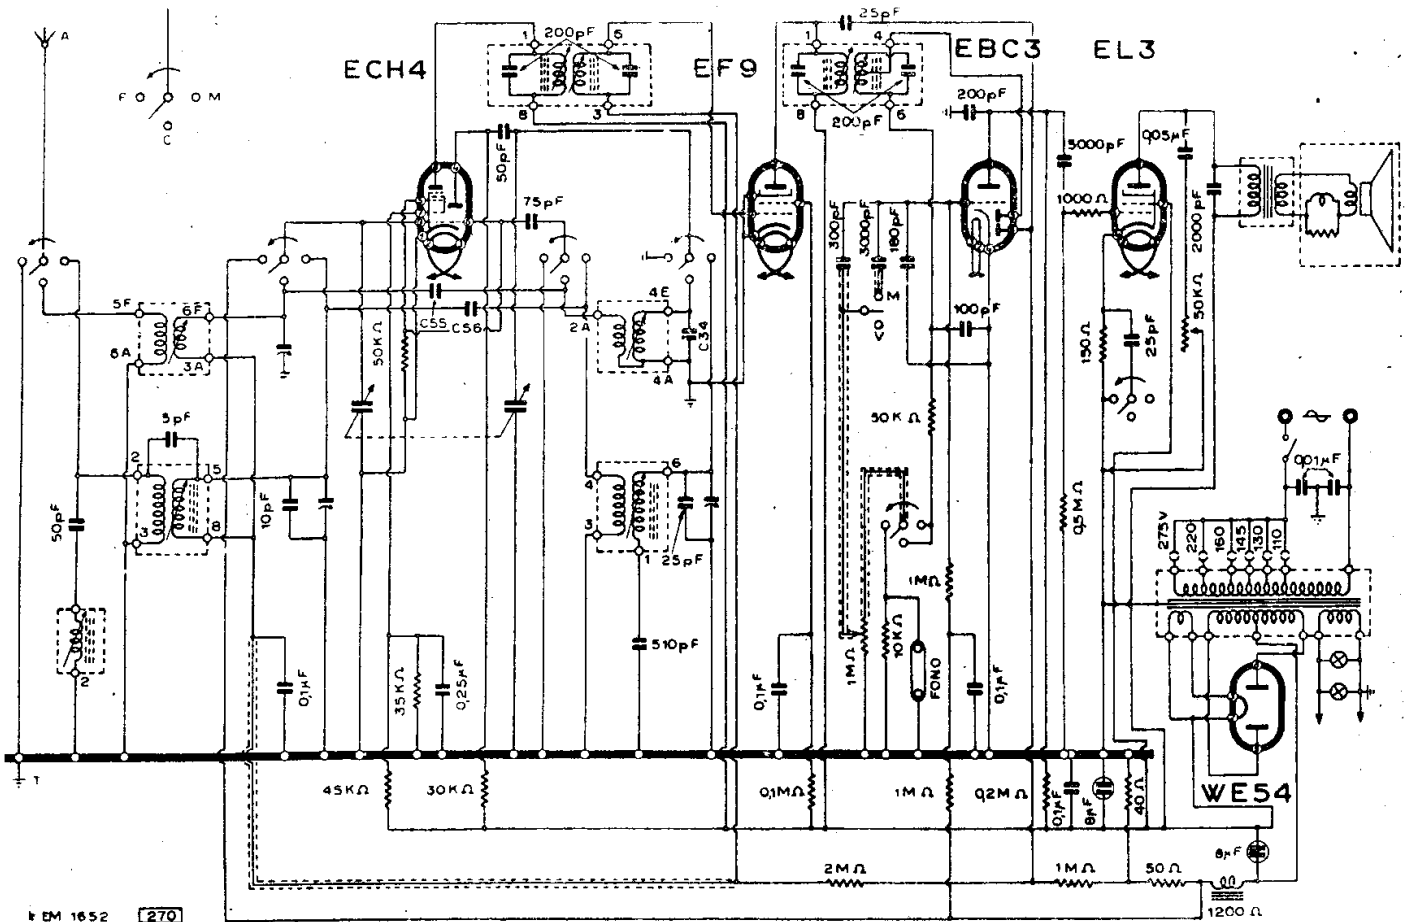 A
F
M
C
ECH4
1
200pF
5
8
3
EF9
25pF
1
4
8
6
200pF
EBC3
EL3
200pF
50pF
75pF
5000pF
0,05µF
1000Ω
2000pF
50KΩ
300pF
3000pF
180pF
M
VO
100pF
150Ω
25pF
5F
6F
6A
3A
C55
C56
50KΩ
2A
4E
C34
4A
5pF
2
5
3
8
50pF
10pF
2
4
6
3
1
25pF
510pF
50KΩ
1MΩ
0,5MΩ
0,01µF
275V
220
160
145
130
110
0,1µF
35KΩ
0,25µF
0,1µF
1MΩ
10KΩ
FONO
0,1µF
T
45KΩ
30KΩ
0,1MΩ
1MΩ
0,2MΩ
0,1µF
8µF
40Ω
WE54
8µF
2MΩ
1MΩ
50Ω
1200Ω
EM 1652
270